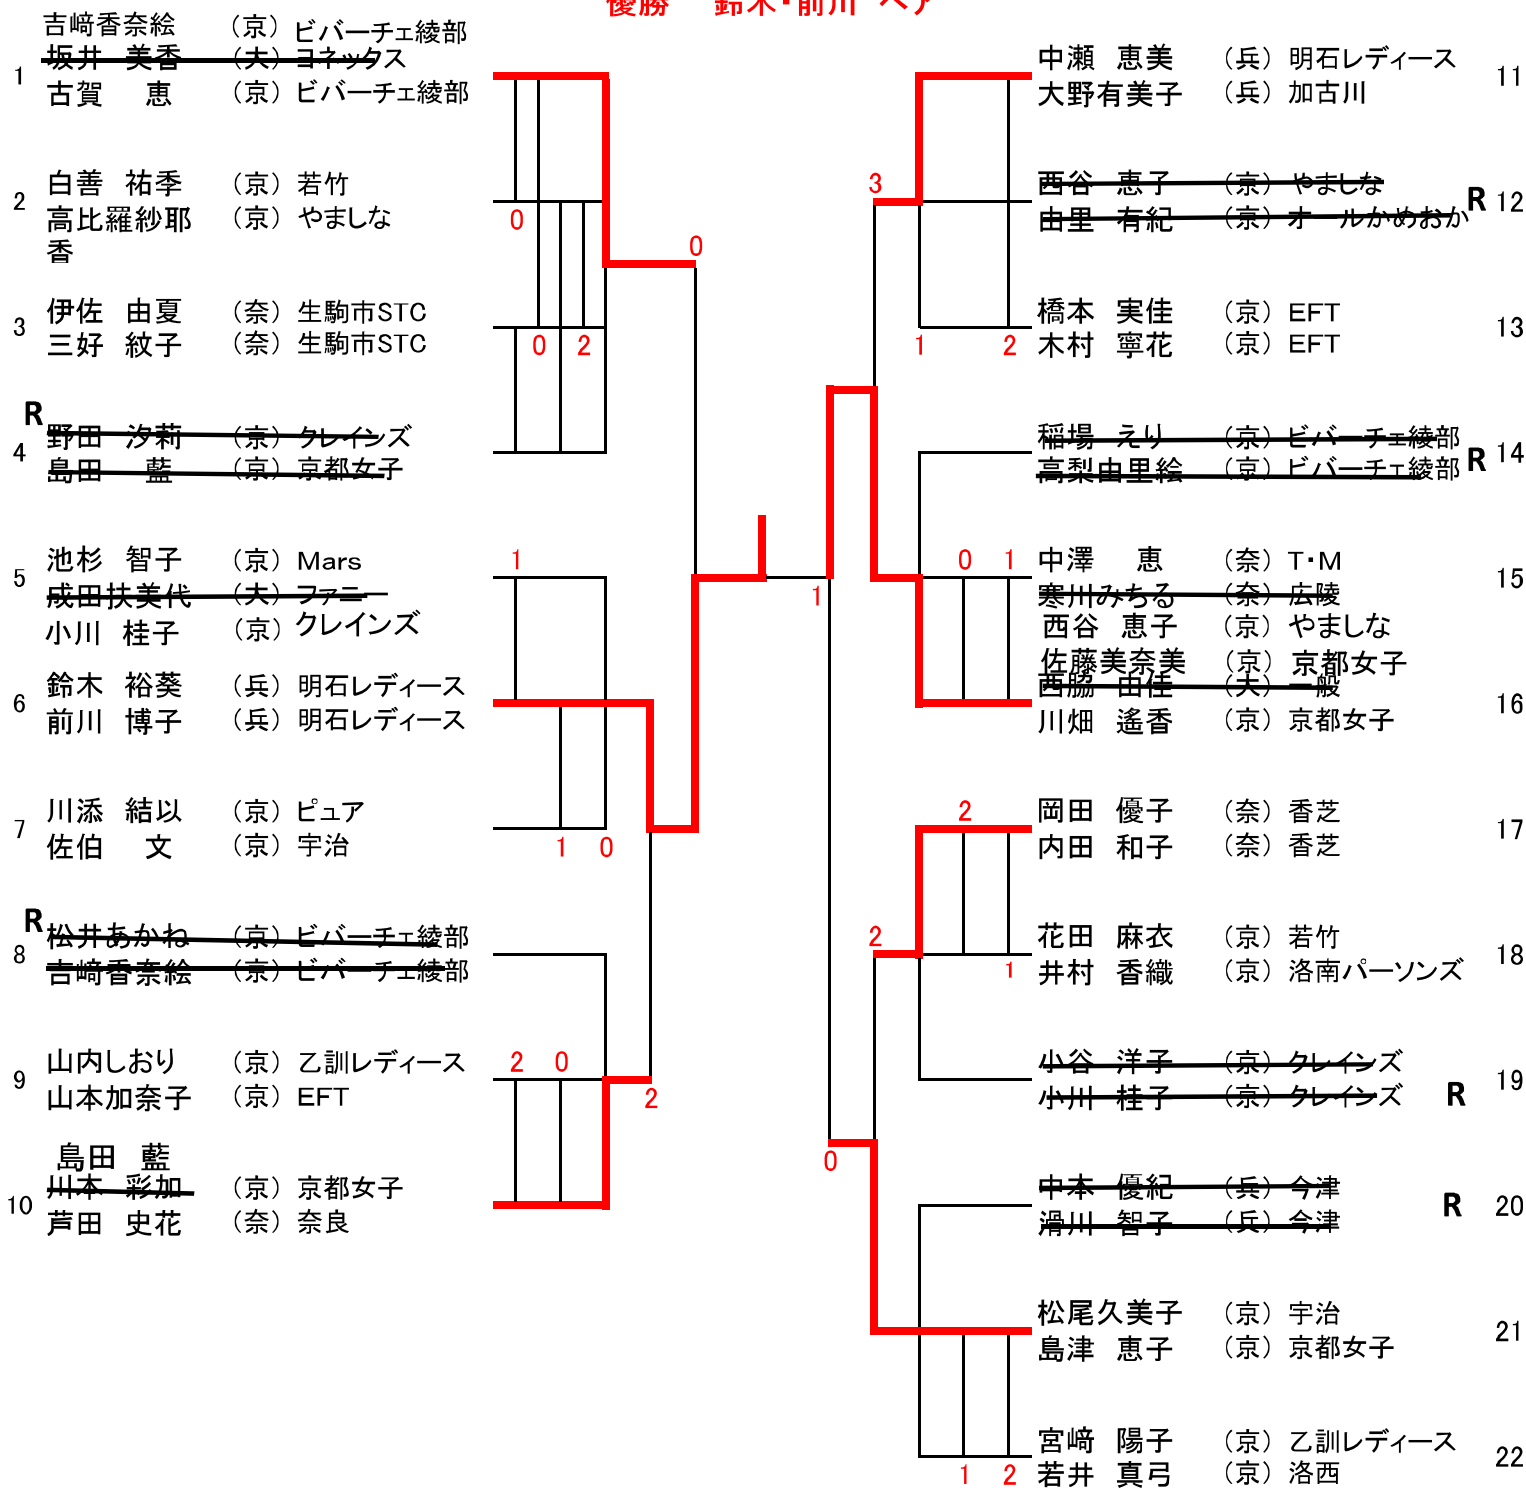 優勝 鈴木・前川 ペア
吉﨑香奈絵 （京） ビバーチェ綾部
坂井 美香 （大） ヨネックス
1
古賀 恵 （京） ビバーチェ綾部
白善 祐季 （京） 若竹
2
高比羅紗耶 （京） やましな
香
0
0
伊佐 由夏 （奈） 生駒市STC
3
三好 紋子 （奈） 生駒市STC
0 2
R
野田 汐莉 （京） クレインズ
4
島田 藍 （京） 京都女子
池杉 智子 （京） Mars
1
5
成田扶美代 （大） ファニー
小川 桂子 （京） クレインズ
鈴木 裕葵 （兵） 明石レディース
6
前川 博子 （兵） 明石レディース
川添 結以 （京） ピュア
7
佐伯 文 （京） 宇治
1 0
R
松井あかね （京） ビバーチェ綾部
8
吉﨑香奈絵 （京） ビバーチェ綾部
山内しおり （京） 乙訓レディース
2 0
9
山本加奈子 （京） EFT
2
島田 藍
川本 彩加 （京） 京都女子
10
芦田 史花 （奈） 奈良
中瀬 恵美 （兵） 明石レディース
11
大野有美子 （兵） 加古川
3
西谷 恵子 （京） やましな
R 12
由里 有紀 （京） オールかめおか
橋本 実佳 （京） EFT
13
木村 寧花 （京） EFT
1 2
稲場 えり （京） ビバーチェ綾部
R 14
高梨由里絵 （京） ビバーチェ綾部
中澤 恵 （奈） T・M
0 1
15
寒川みちる （奈） 広陵
1
西谷 恵子 （京） やましな
佐藤美奈美 （京） 京都女子
西脇 由佳 （大） 一般
16
川畑 遙香 （京） 京都女子
岡田 優子 （奈） 香芝
2
17
内田 和子 （奈） 香芝
花田 麻衣 （京） 若竹
2
18
井村 香織 （京） 洛南パーソンズ
1
小谷 洋子 （京） クレインズ
19
小川 桂子 （京） クレインズ R
0
中本 優紀 （兵） 今津
R 20
滑川 智子 （兵） 今津
松尾久美子 （京） 宇治
21
島津 恵子 （京） 京都女子
宮﨑 陽子 （京） 乙訓レディース
22
若井 真弓 （京） 洛西
1 2